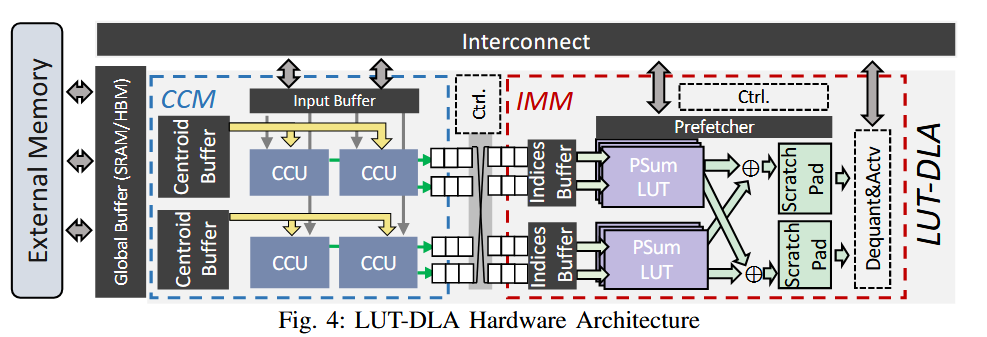 Interconnect
External Memory
Global Buffer (SRAM/HBM)
CCM
Input Buffer
Centroid
Buffer
CCU
CCU
Centroid
Buffer
CCU
CCU
Ctrl.
IMM
Ctrl.
Prefetcher
Indices
Buffer
PSum
LUT
Scratch
Pad
Indices
Buffer
PSum
LUT
Scratch
Pad
Dequant&Actv
LUT-DLA
Fig. 4: LUT-DLA Hardware Architecture